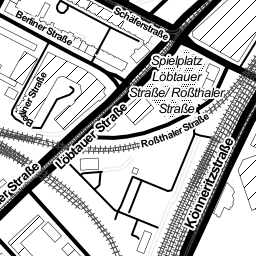 Schäferstraße
Berliner Straße
Spielplatz
Löbtauer
Straße/ Roßthaler
Straße
Löbtauer Straße
Roßthaler Straße
Könneritzstraße